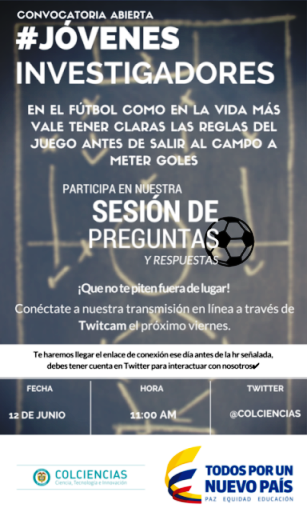 CONVOCATORIA ABIERTA
#JÓVENES
INVESTIGADORES
EN EL FÚTBOL COMO EN LA VIDA MÁS
VALE TENER CLARAS LAS REGLAS DEL
JUEGO ANTES DE SALIR AL CAMPO A
METER GOLES
PARTICIPA EN NUESTRA
SESIÓN DE
PREGUNTAS
Y RESPUESTAS
¡Que no te piten fuera de lugar!
Conéctate a nuestra transmisión en línea a través de
Twitcam el próximo viernes.
Te haremos llegar el enlace de conexión ese día antes de la hr señalada,
debes tener cuenta en Twitter para interactuar con nosotros✔
FECHA HORA TWITTER
12 DE JUNIO 11:00 AM @COLCIENCIAS
COLCIENCIAS
Ciencia, Tecnología e Innovación
TODOS POR UN
NUEVO PAÍS
PAZ EQUIDAD EDUCACIÓN